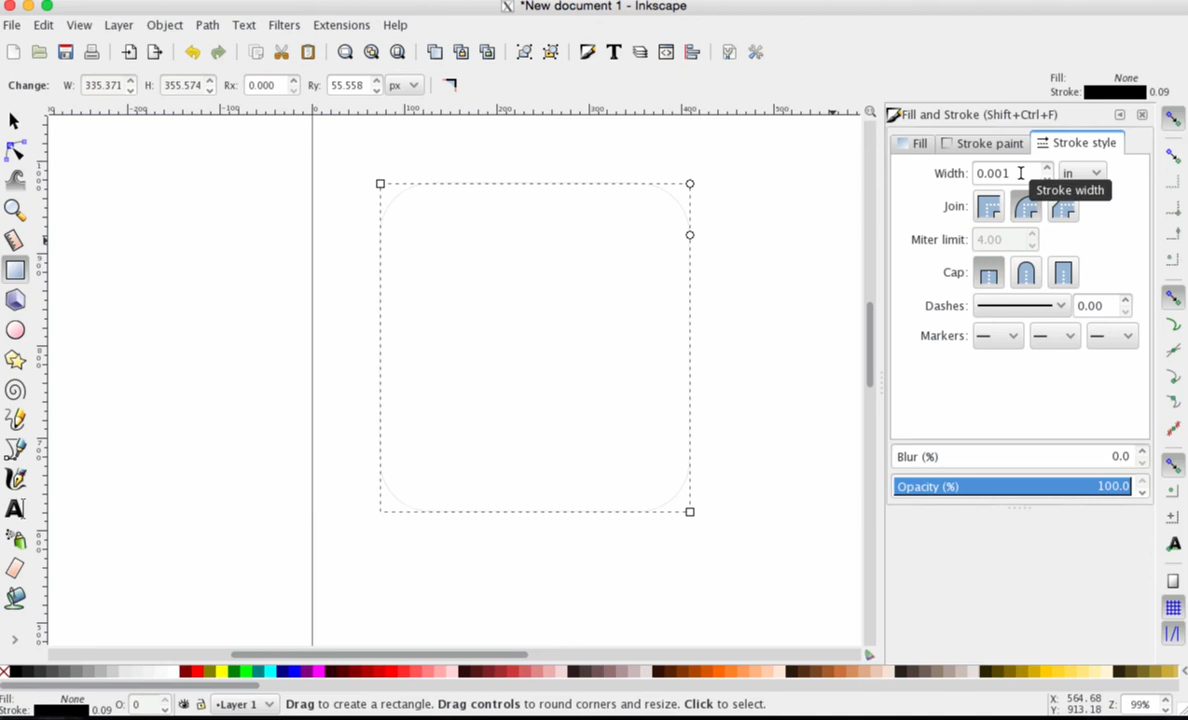 *New document 1 - Inkscape
File Edit View Layer Object Path Text Filters Extensions Help
Change: W: 335.371 H: 355.574 Rx: 0.000 Ry: 55.558 px
Fill: None
Stroke: 0.09
Fill and Stroke (Shift+Ctrl+F)
Fill Stroke paint Stroke style
Width: 0.001 in
Stroke width
Join:
Miter limit: 4.00
Cap:
Dashes: 0.00
Markers:
Blur (%) 0.0
Opacity (%) 100.0
Fill: None
Stroke: 0.09 O: 0 •Layer 1 Drag to create a rectangle. Drag controls to round corners and resize. Click to select.
X: 564.68
Y: 913.18 Z: 99%